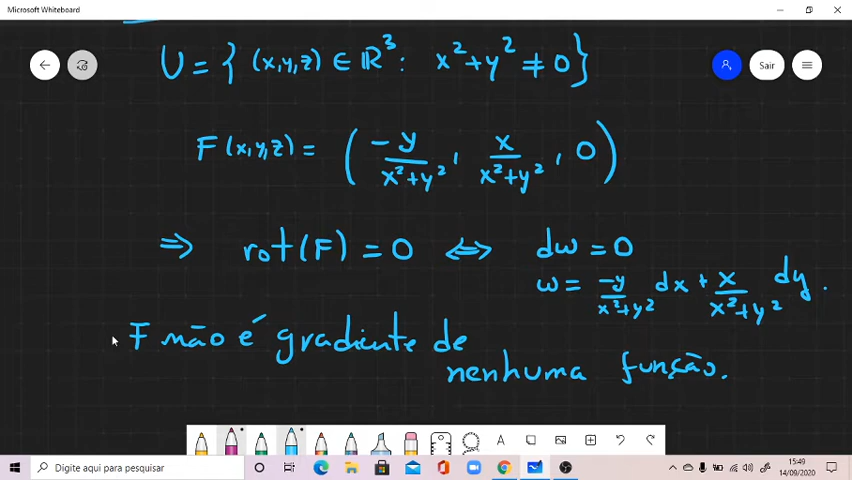 Microsoft Whiteboard
U = { (x,y,z) ∈ ℝ³ : x² + y² ≠ 0 }
Sair
F(x,y,z) = ( -y/(x²+y²) , x/(x²+y²) , 0 )
⇒ rot(F) = 0 ⇔ dω = 0
ω = -y/(x²+y²) dx + x/(x²+y²) dy .
F não é gradiente de
nenhuma função.
A
Digite aqui para pesquisar
15:49
14/09/2020